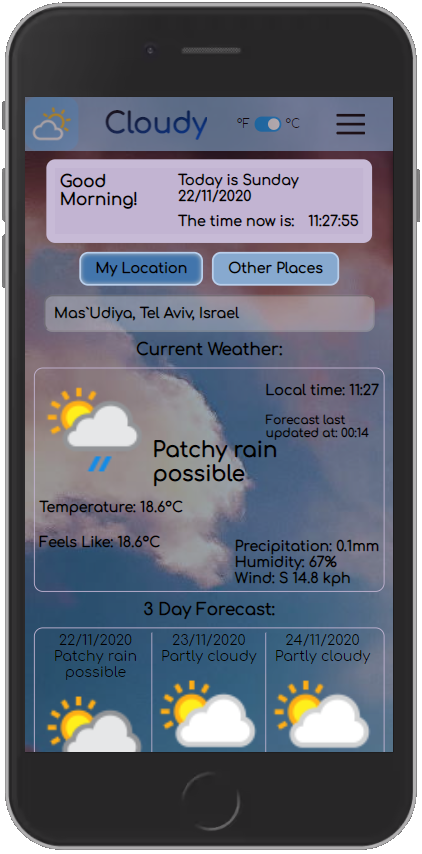 Cloudy
°F °C
Good
Morning!
Today is Sunday
22/11/2020
The time now is: 11:27:55
My Location
Other Places
Mas`Udiya, Tel Aviv, Israel
Current Weather:
Local time: 11:27
Forecast last
updated at: 00:14
Patchy rain
possible
Temperature: 18.6°C
Feels Like: 18.6°C
Precipitation: 0.1mm
Humidity: 67%
Wind: S 14.8 kph
3 Day Forecast:
22/11/2020
Patchy rain
possible
23/11/2020
Partly cloudy
24/11/2020
Partly cloudy